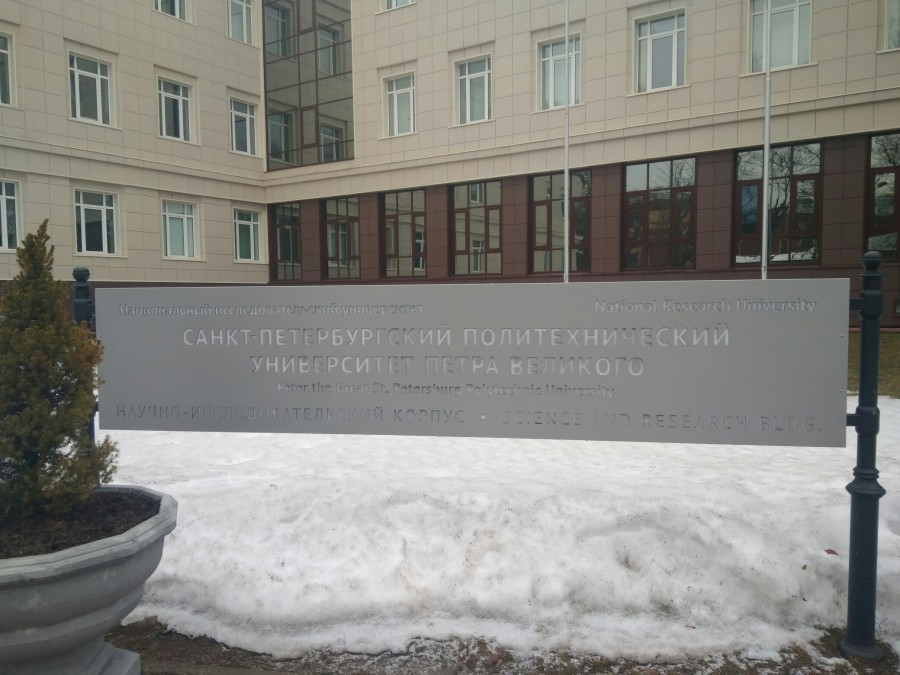 Национальный исследовательский университет National Research University
САНКТ-ПЕТЕРБУРГСКИЙ ПОЛИТЕХНИЧЕСКИЙ
УНИВЕРСИТЕТ ПЕТРА ВЕЛИКОГО
Peter the Great St. Petersburg Polytechnic University
НАУЧНО-ИССЛЕДОВАТЕЛЬСКИЙ КОРПУС • SCIENCE AND RESEARCH BLDG.